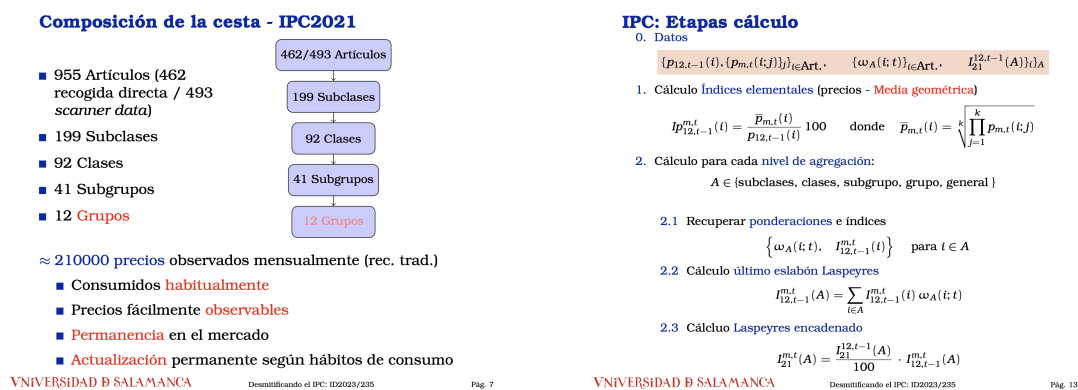 Composición de la cesta - IPC2021
955 Artículos (462
recogida directa / 493
scanner data)
199 Subclases
92 Clases
41 Subgrupos
12 Grupos
462/493 Artículos
199 Subclases
92 Clases
41 Subgrupos
12 Grupos
≈ 210000 precios observados mensualmente (rec. trad.)
Consumidos habitualmente
Precios fácilmente observables
Permanencia en el mercado
Actualización permanente según hábitos de consumo
VNiVERSiDAD Ð SALAMANCA Desmitificando el IPC: ID2023/235 Pág. 7
IPC: Etapas cálculo
0. Datos
{p_{12,t−1}(i), {p_{m,t}(i;j)}_j}_{i∈Art.}, {ω_A(i;t)}_{i∈Art.}, I_{21}^{12,t−1}(A)}_i}_A
1. Cálculo Índices elementales (precios - Media geométrica)
Ip_{12,t−1}^{m,t}(i) = \frac{\overline{p}_{m,t}(i)}{p_{12,t−1}(i)} 100 donde \overline{p}_{m,t}(i) = \sqrt[k]{\prod_{j=1}^{k} p_{m,t}(i;j)}
2. Cálculo para cada nivel de agregación:
A ∈ {subclases, clases, subgrupo, grupo, general }
2.1 Recuperar ponderaciones e índices
{ω_A(i;t), I_{12,t−1}^{m,t}(i)} para i ∈ A
2.2 Cálculo último eslabón Laspeyres
I_{12,t−1}^{m,t}(A) = \sum_{i∈A} I_{12,t−1}^{m,t}(i) ω_A(i;t)
2.3 Cálcluo Laspeyres encadenado
I_{21}^{m,t}(A) = \frac{I_{21}^{12,t−1}(A)}{100} · I_{12,t−1}^{m,t}(A)
VNiVERSiDAD Ð SALAMANCA Desmitificando el IPC: ID2023/235 Pág. 13